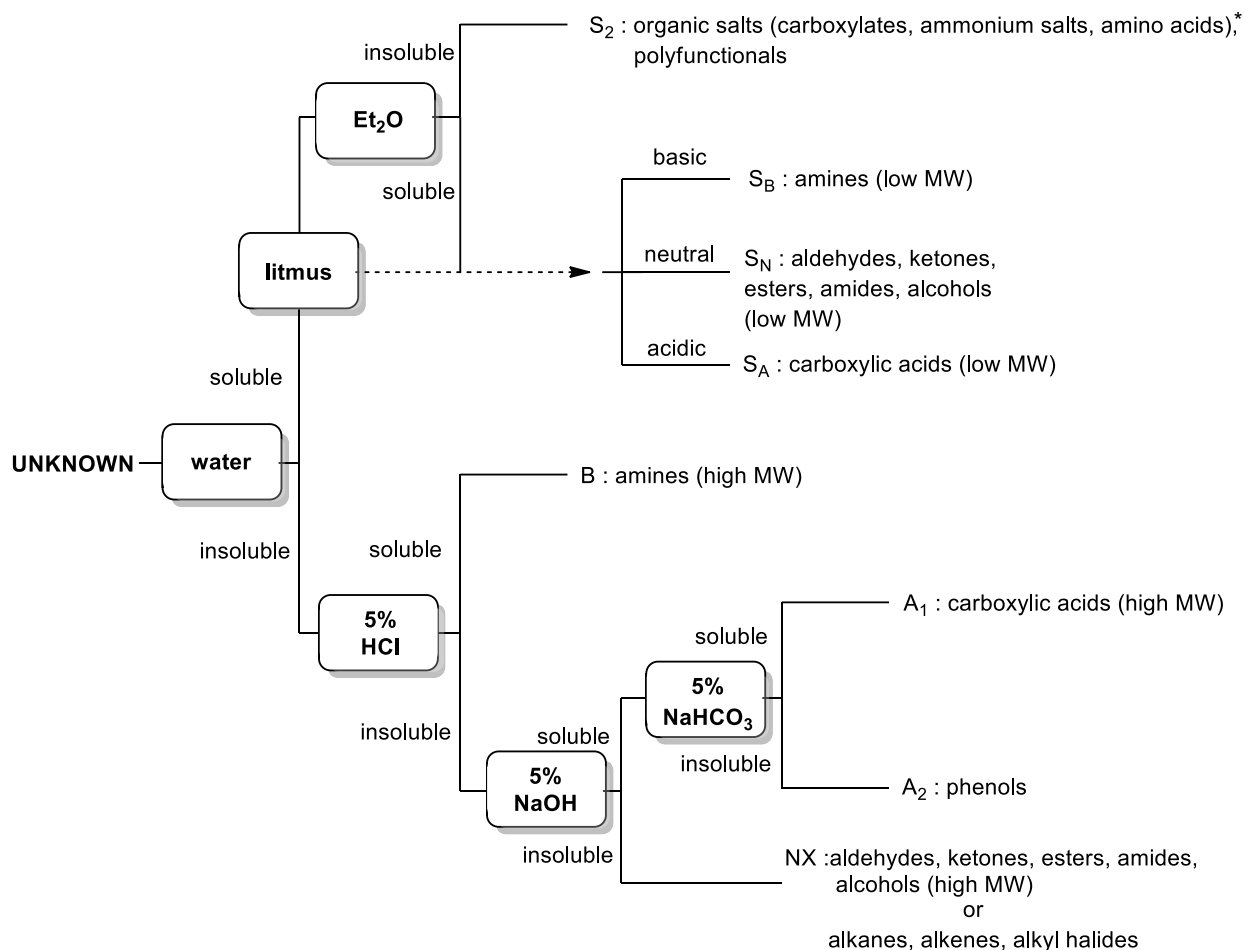 S2 : organic salts (carboxylates, ammonium salts, amino acids),*
polyfunctionals
insoluble
Et2O
soluble
basic
SB : amines (low MW)
litmus
neutral
SN : aldehydes, ketones,
esters, amides, alcohols
(low MW)
acidic
SA : carboxylic acids (low MW)
soluble
UNKNOWN
water
insoluble
B : amines (high MW)
soluble
5%
HCl
insoluble
A1 : carboxylic acids (high MW)
soluble
5%
NaHCO3
insoluble
soluble
5%
NaOH
A2 : phenols
insoluble
NX :aldehydes, ketones, esters, amides,
alcohols (high MW)
or
alkanes, alkenes, alkyl halides